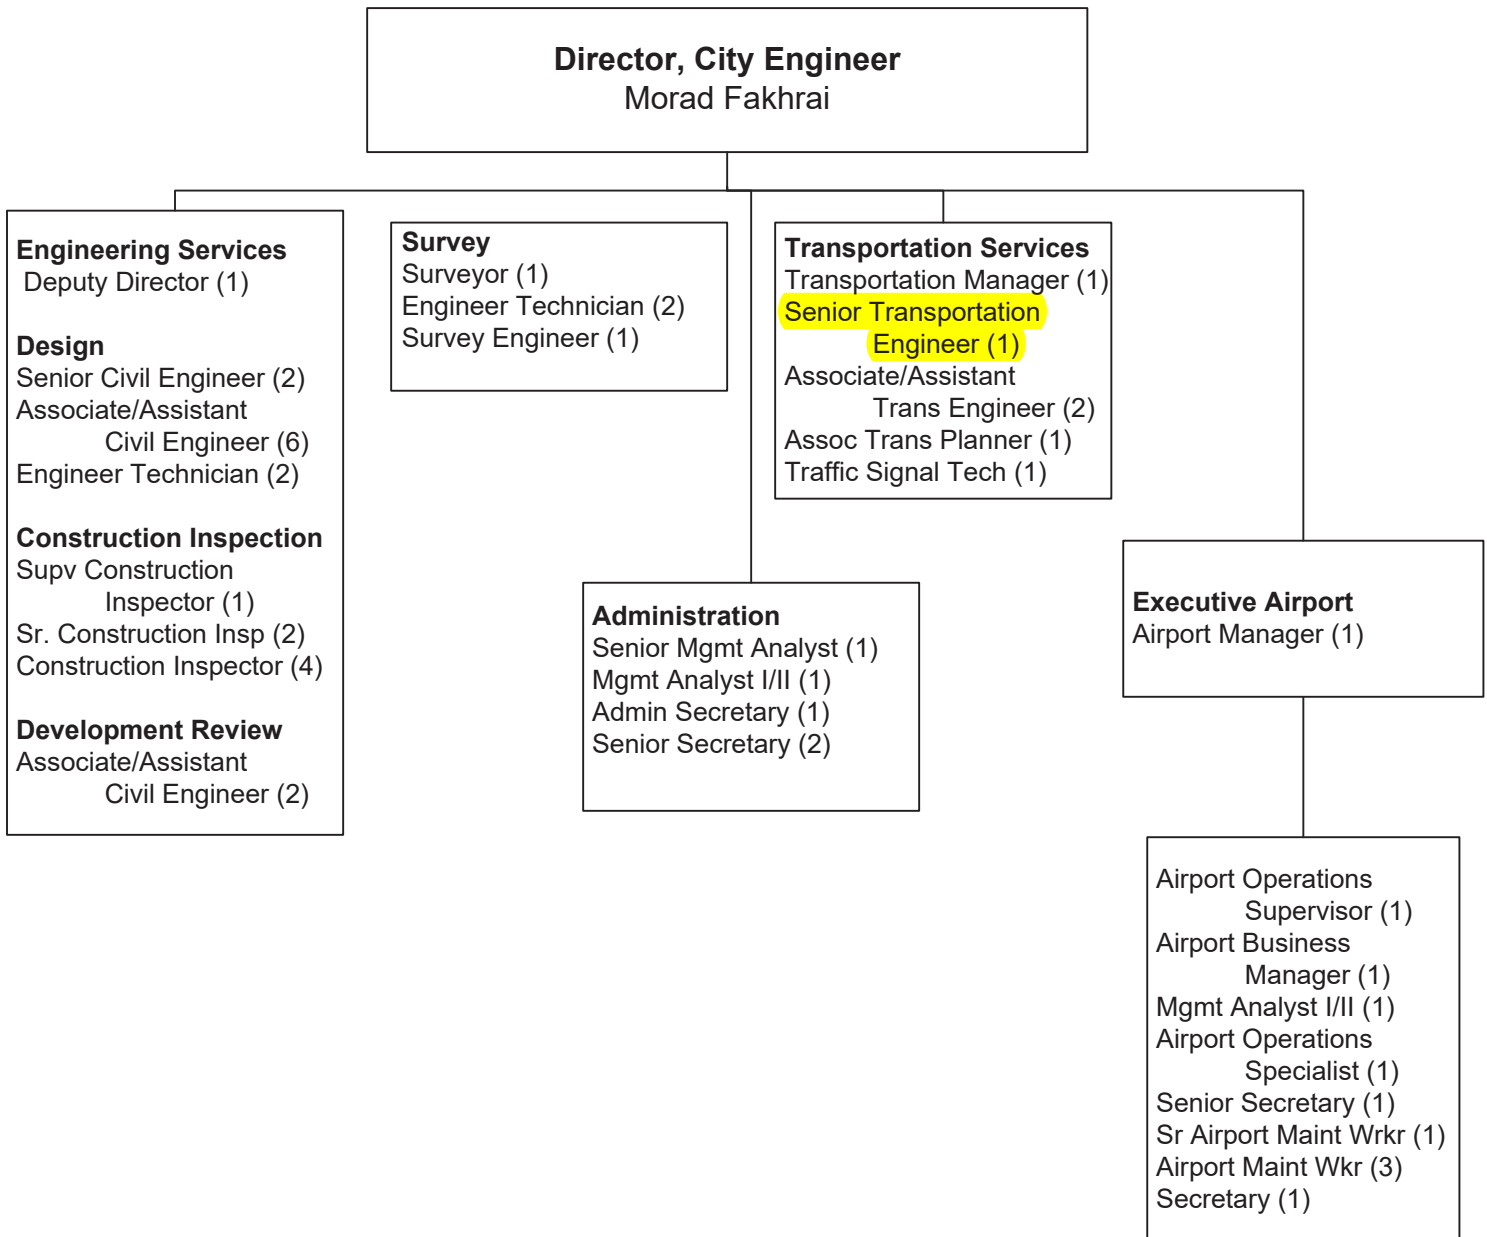 Director, City Engineer
Morad Fakhrai
Engineering Services
Deputy Director (1)
Design
Senior Civil Engineer (2)
Associate/Assistant
Civil Engineer (6)
Engineer Technician (2)
Construction Inspection
Supv Construction
Inspector (1)
Sr. Construction Insp (2)
Construction Inspector (4)
Development Review
Associate/Assistant
Civil Engineer (2)
Survey
Surveyor (1)
Engineer Technician (2)
Survey Engineer (1)
Transportation Services
Transportation Manager (1)
Senior Transportation
Engineer (1)
Associate/Assistant
Trans Engineer (2)
Assoc Trans Planner (1)
Traffic Signal Tech (1)
Administration
Senior Mgmt Analyst (1)
Mgmt Analyst I/II (1)
Admin Secretary (1)
Senior Secretary (2)
Executive Airport
Airport Manager (1)
Airport Operations
Supervisor (1)
Airport Business
Manager (1)
Mgmt Analyst I/II (1)
Airport Operations
Specialist (1)
Senior Secretary (1)
Sr Airport Maint Wrkr (1)
Airport Maint Wkr (3)
Secretary (1)